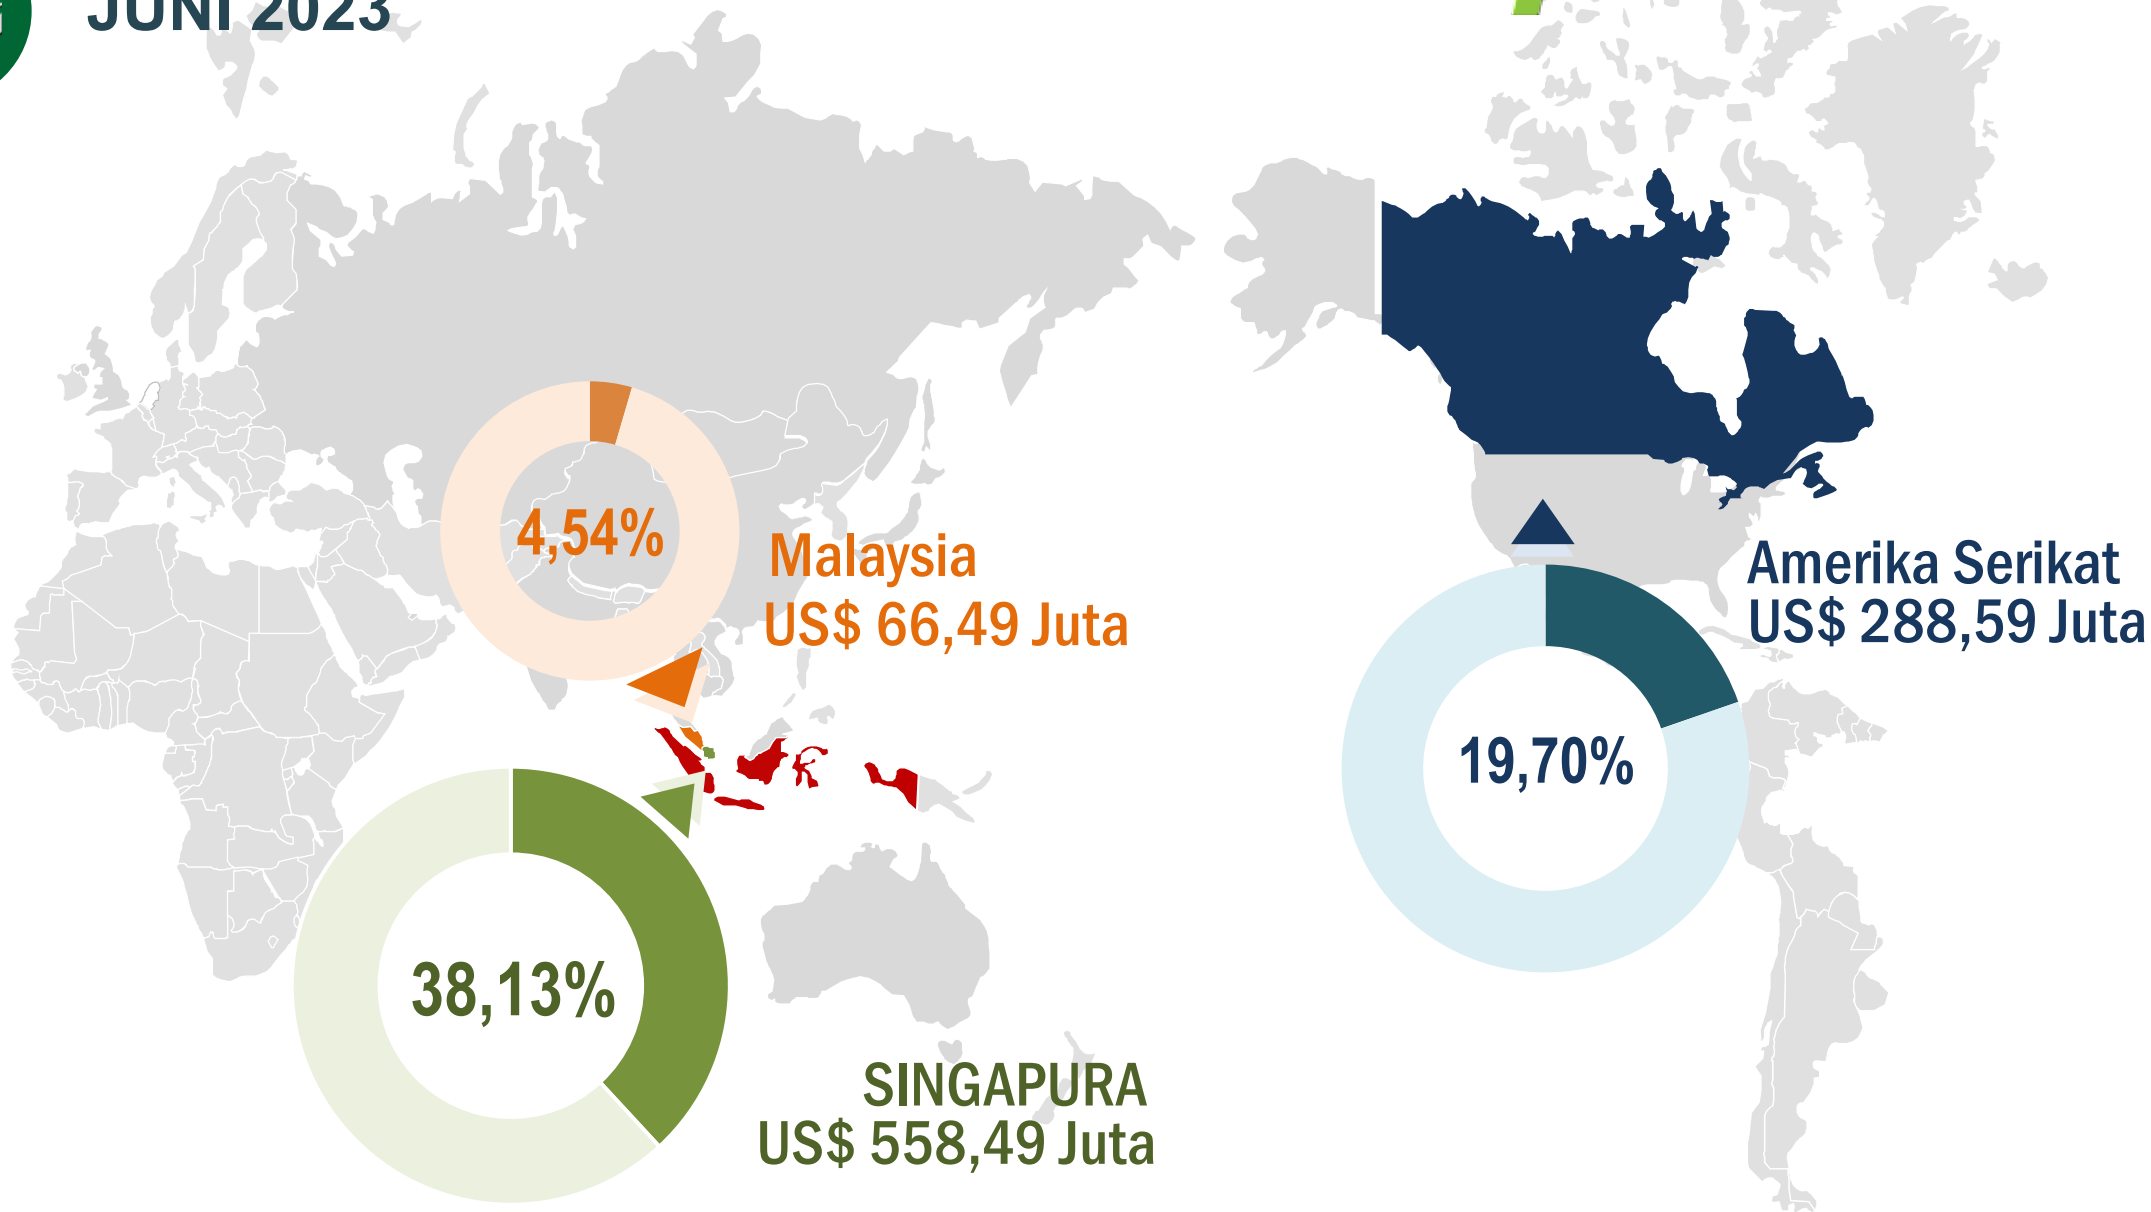 JUNI 2023
4,54%
Malaysia
US$ 66,49 Juta
Amerika Serikat
US$ 288,59 Juta
19,70%
38,13%
SINGAPURA
US$ 558,49 Juta